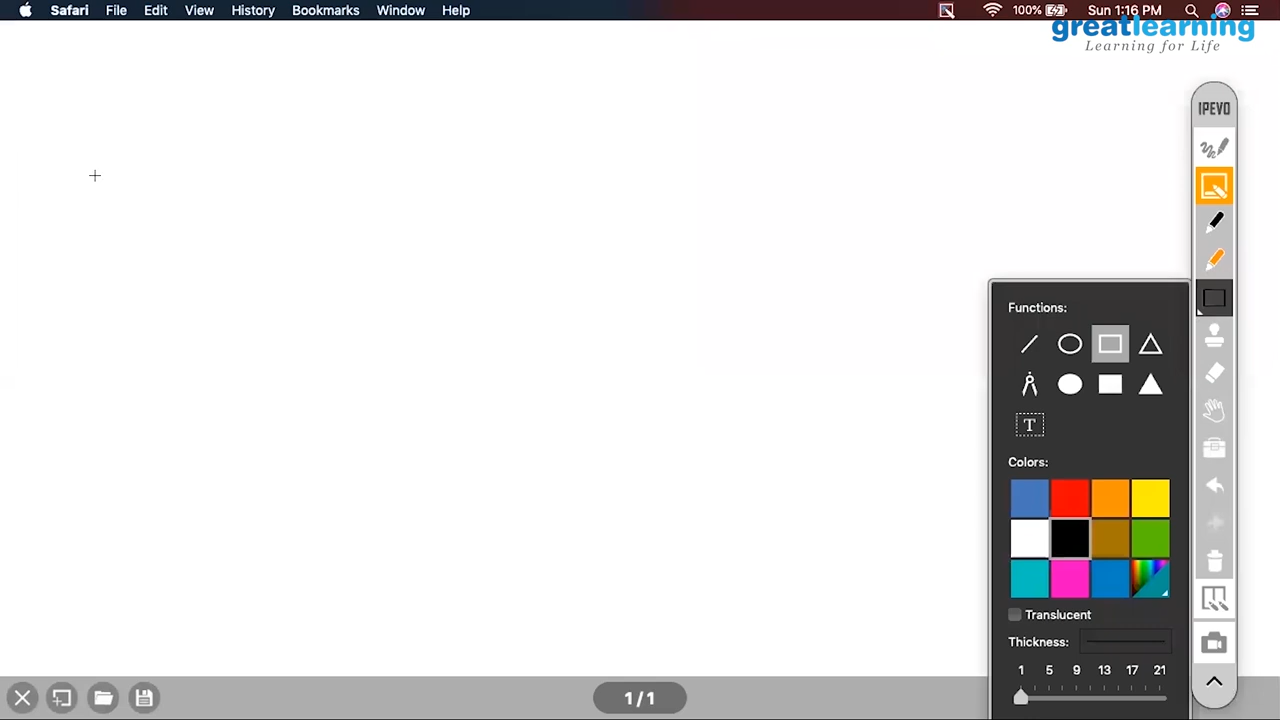 Safari File Edit View History Bookmarks Window Help 100% Sun 1:16 PM
greatlearning
Learning for Life
IPEVO
Functions:
T
Colors:
Translucent
Thickness:
1 5 9 13 17 21
1/1